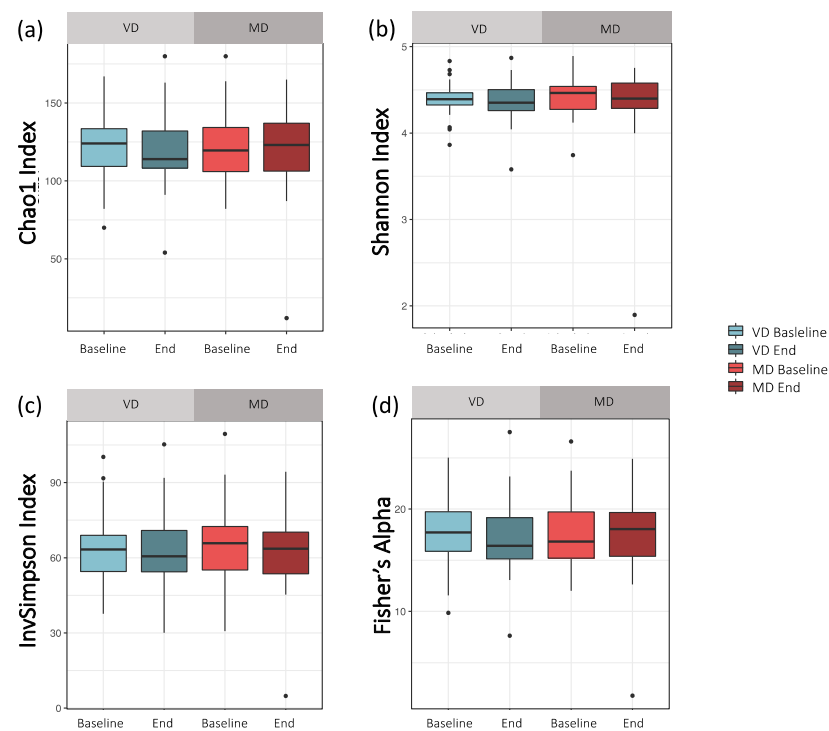 (a)
VD MD
Chao1 Index
150
100
50
Baseline End Baseline End
(b)
VD MD
Shannon Index
5
4
3
2
Baseline End Baseline End
VD Basleline
VD End
MD Baseline
MD End
(c)
VD MD
InvSimpson Index
90
60
30
0
Baseline End Baseline End
(d)
VD MD
Fisher's Alpha
20
10
Baseline End Baseline End